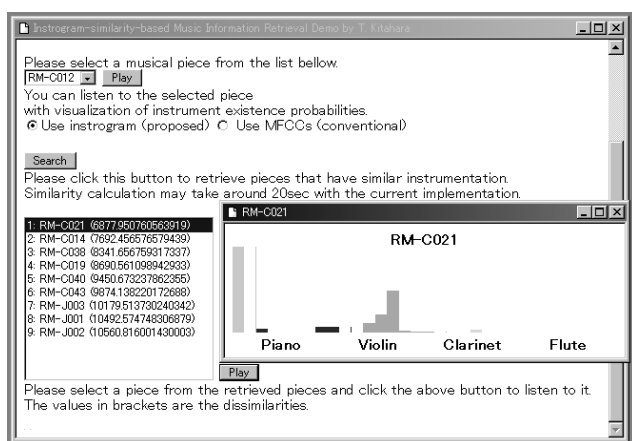 Instrogram-similarity-based Music Information Retrieval Demo by T. Kitahara
Please select a musical piece from the list bellow.
RM-C012 Play
You can listen to the selected piece
with visualization of instrument existence probabilities.
Use instrogram (proposed) Use MFCCs (conventional)
Search
Please click this button to retrieve pieces that have similar instrumentation.
Similarity calculation may take around 20sec with the current implementation.
1: RM-C021 (6877.950760563919)
2: RM-C014 (7692.456576579439)
3: RM-C038 (8341.656759317337)
4: RM-C019 (8690.561098942933)
5: RM-C040 (9450.673237862355)
6: RM-C043 (9874.138220172688)
7: RM-J003 (10179.513730240342)
8: RM-J001 (10492.574748306879)
9: RM-J002 (10560.816001430003)
RM-C021
RM-C021
Piano Violin Clarinet Flute
Play
Please select a piece from the retrieved pieces and click the above button to listen to it.
The values in brackets are the dissimilarities.